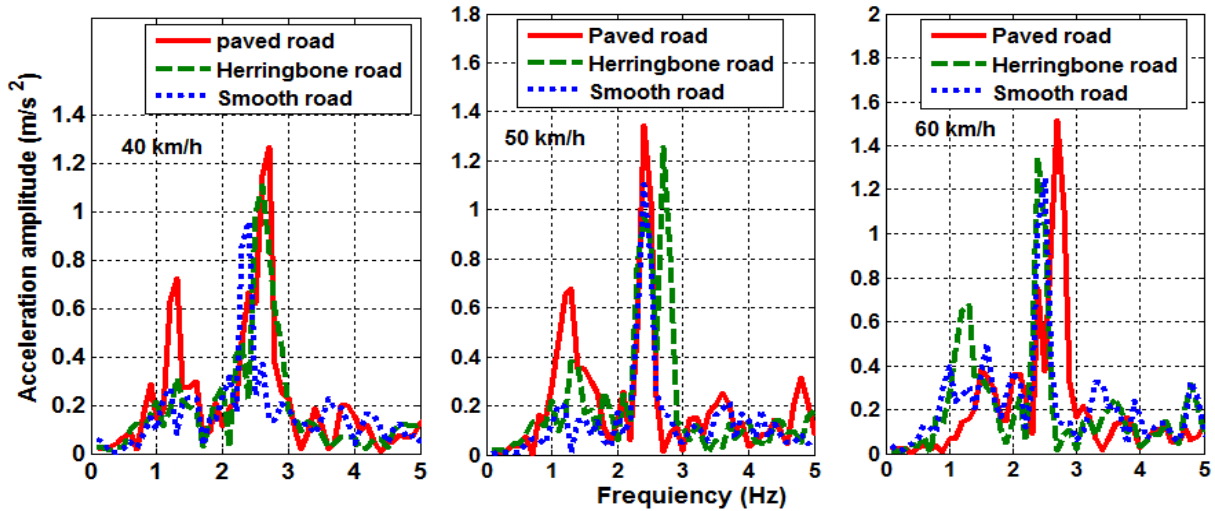 paved road
Herringbone road
Smooth road
40 km/h
Acceleration amplitude (m/s²)
1.4
1.2
1
0.8
0.6
0.4
0.2
0
0 1 2 3 4 5
Paved road
Herringbone road
Smooth road
50 km/h
1.8
1.6
1.4
1.2
1
0.8
0.6
0.4
0.2
0
0 1 2 3 4 5
Paved road
Herringbone road
Smooth road
60 km/h
2
1.8
1.6
1.4
1.2
1
0.8
0.6
0.4
0.2
0
0 1 2 3 4 5
Frequiency (Hz)